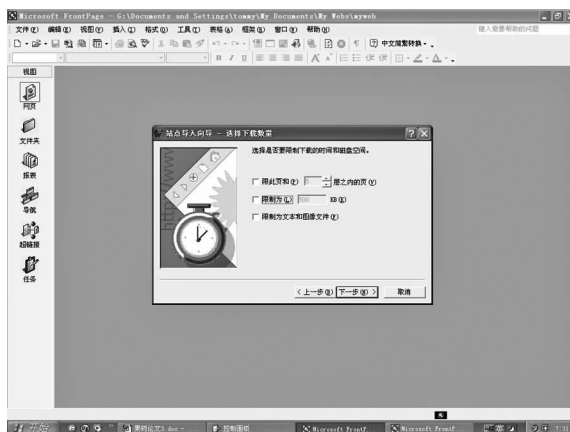 Microsoft FrontPage - G:\Documents and Settings\tommy\My Documents\My Webs\myweb
文件(F) 编辑(E) 视图(V) 插入(I) 格式(O) 工具(T) 表格(A) 框架(R) 窗口(W) 帮助(H) 键入需要帮助的问题
中文简繁转换
视图
网页
文件夹
报表
导航
超链接
任务
站点导入向导 - 选择下载数量
选择是否要限制下载的时间和磁盘空间。
限此页和(P) 5 层之内的页(V)
限制为(L) 500 KB(K)
限制为文本和图像文件(F)
http://www
< 上一步(B) 下一步(N) > 取消
开始 控制面板 Microsoft FrontP... Microsoft FrontP... 7:31